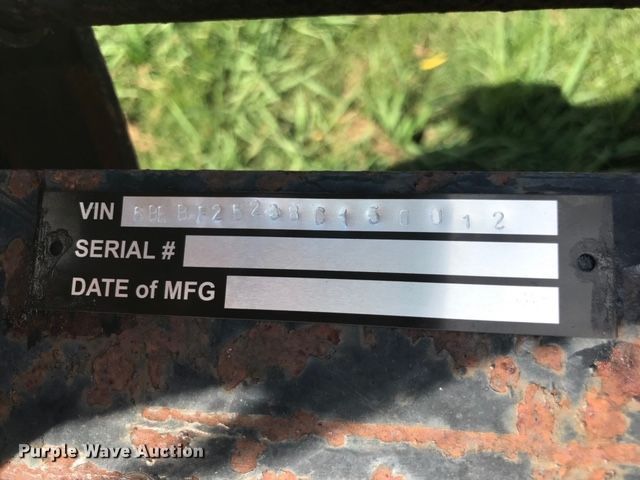 VIN
SERIAL #
DATE of MFG
Purple Wave Auction